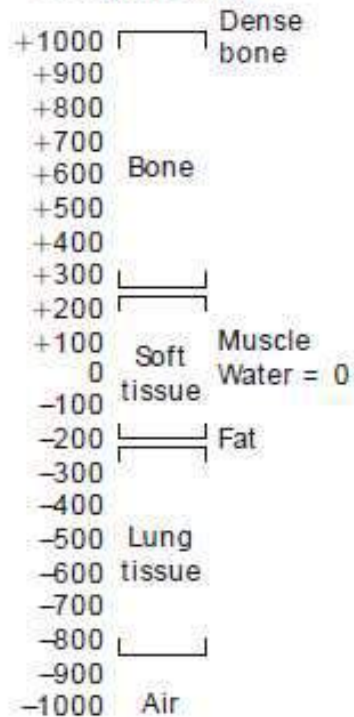 Dense
+1000 bone
+900
+800
+700
+600 Bone
+500
+400
+300
+200
+100 Muscle
Soft
0 Water = 0
tissue
–100
–200 Fat
–300
–400
–500 Lung
–600 tissue
–700
–800
–900
–1000 Air